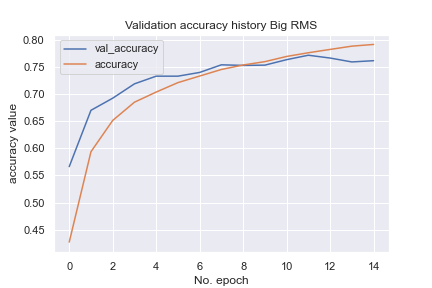 Validation accuracy history Big RMS
val_accuracy
accuracy
accuracy value
0.80
0.75
0.70
0.65
0.60
0.55
0.50
0.45
0 2 4 6 8 10 12 14
No. epoch